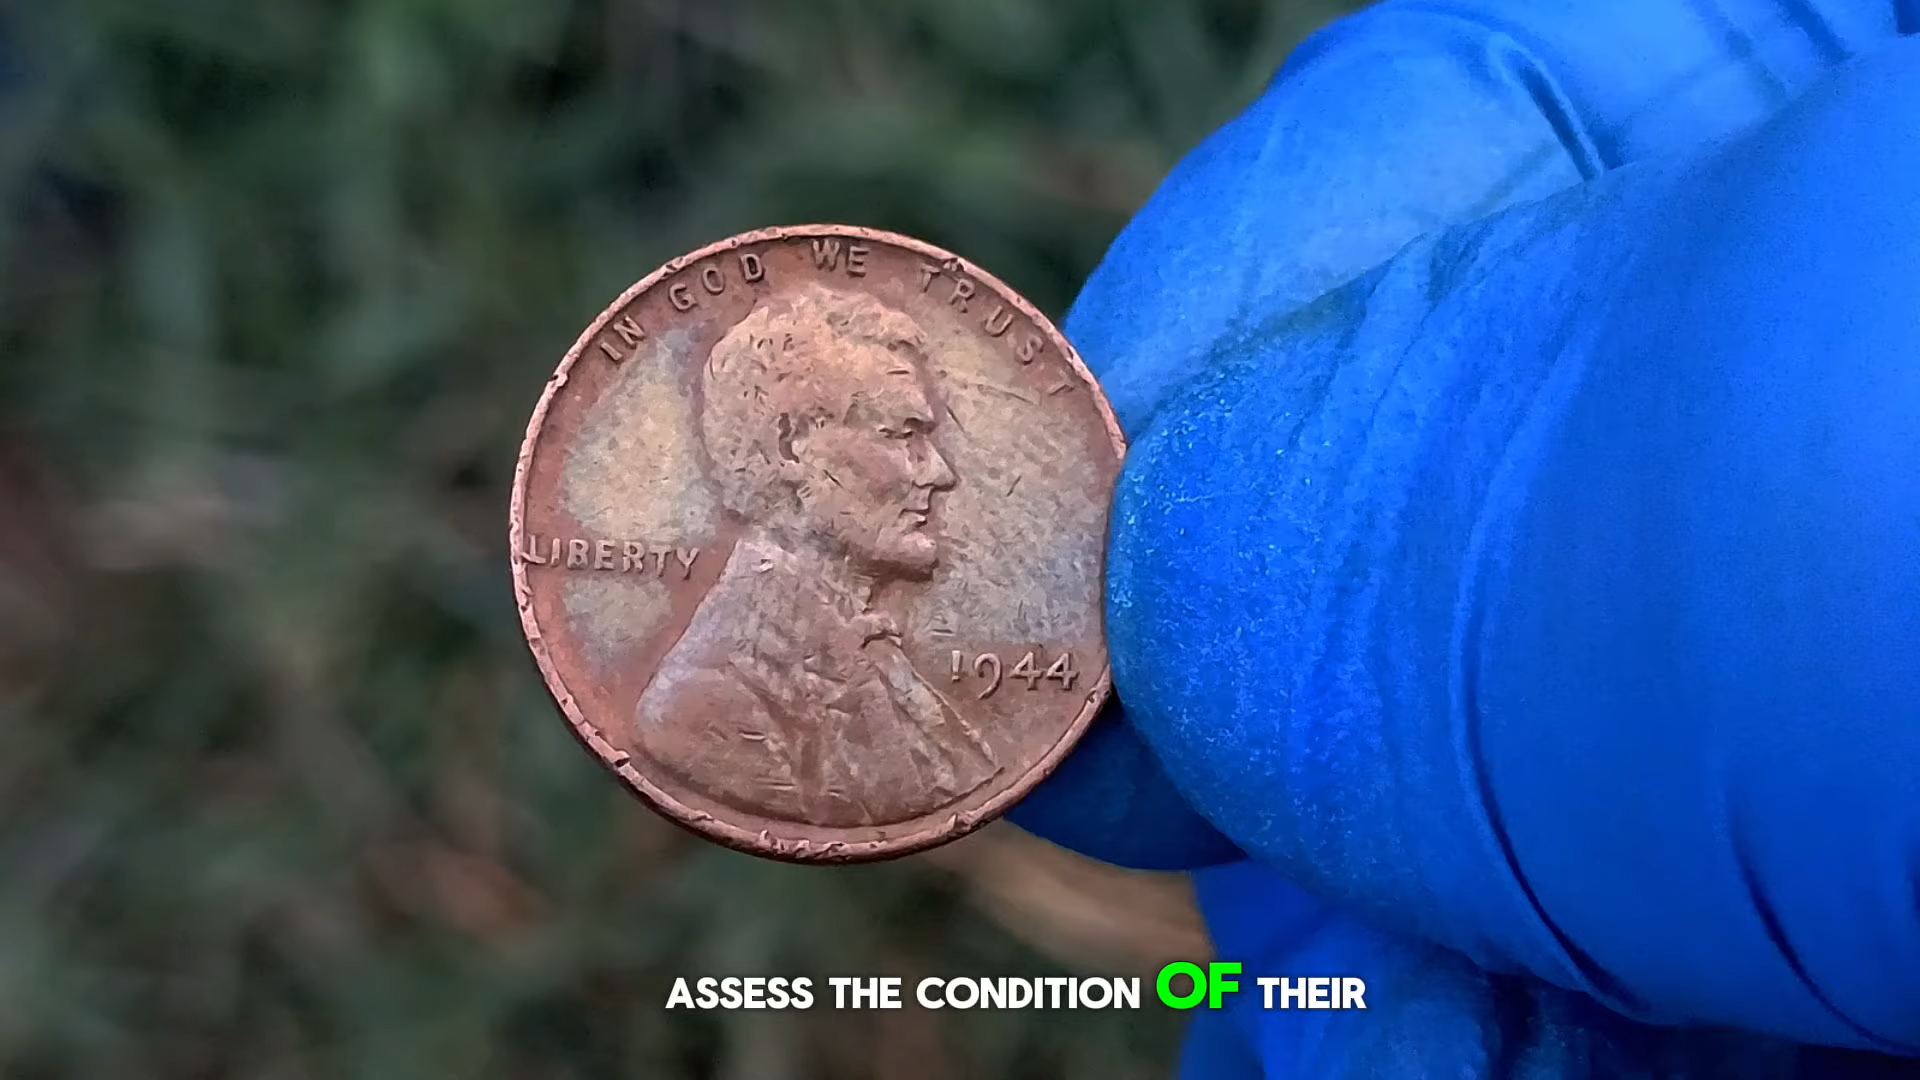 IN GOD WE TRUST
LIBERTY
1944
ASSESS THE CONDITION OF THEIR